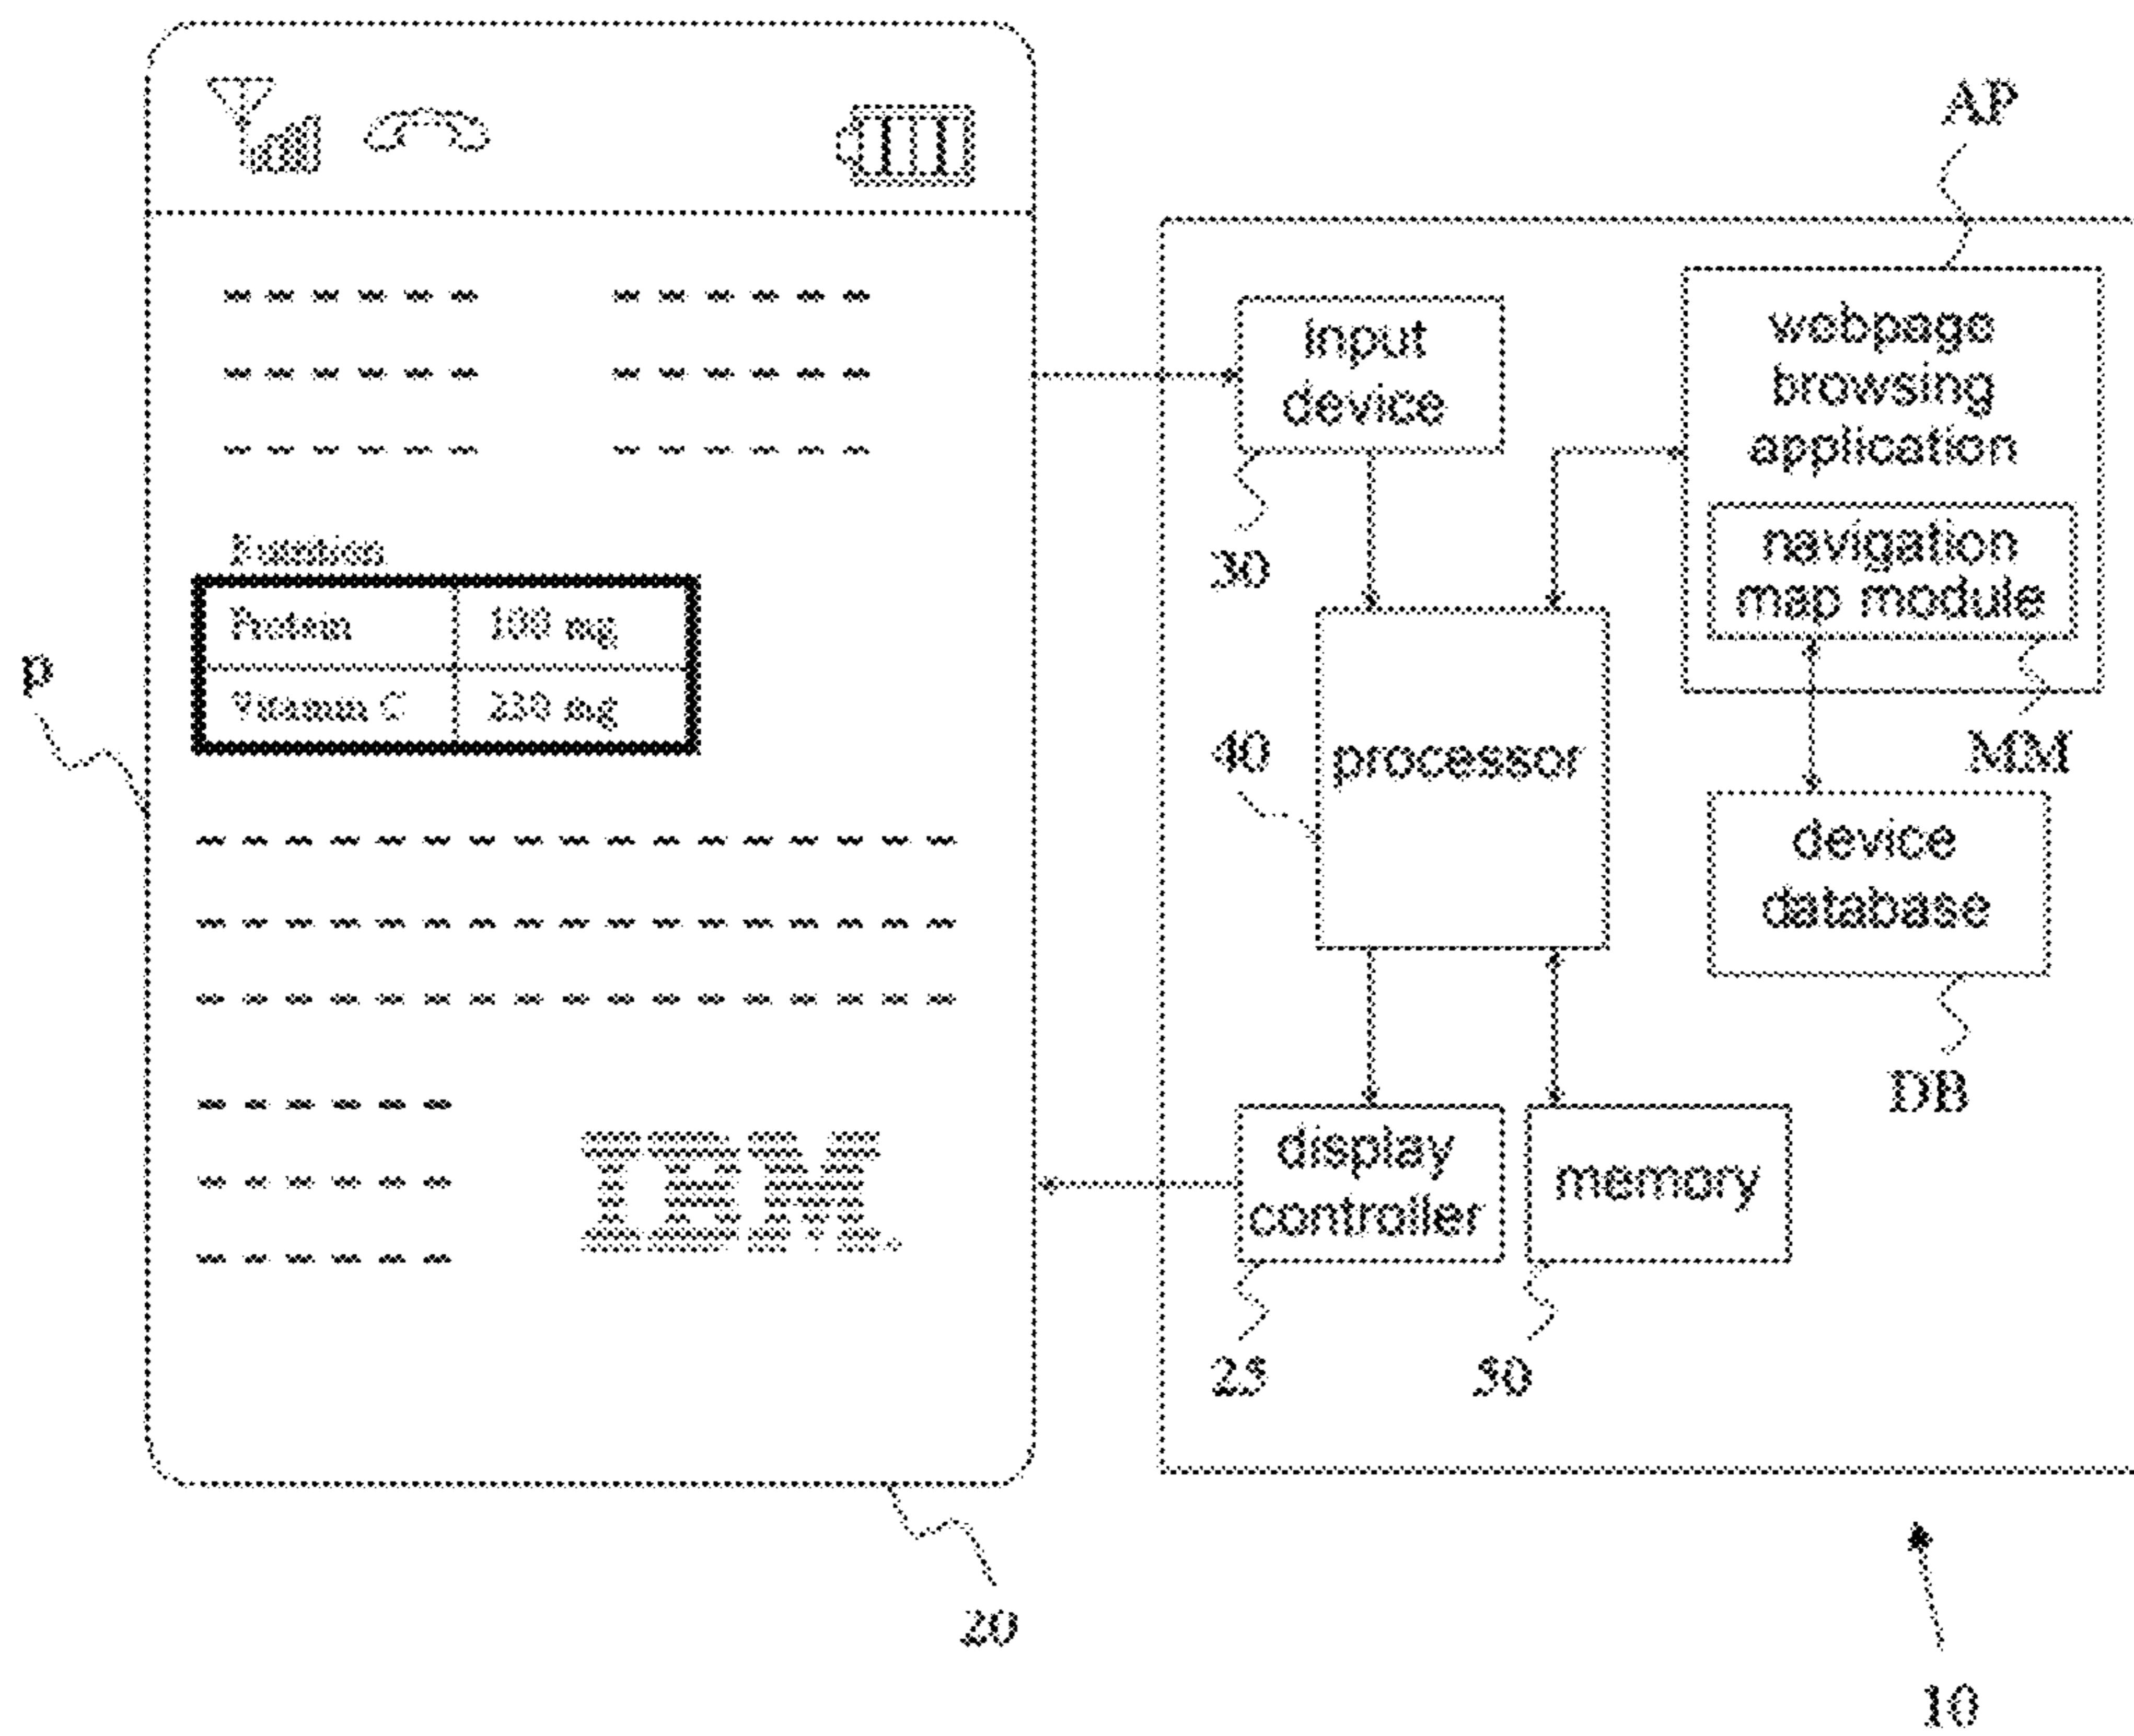 AP
input
device
webpage
browsing
application
navigation
map module
30
Nutrition
Protein
100 mg
Vitamin C
230 mg
P
40
processor
MM
device
database
DB
IBM
display
controller
memory
25
50
20
10